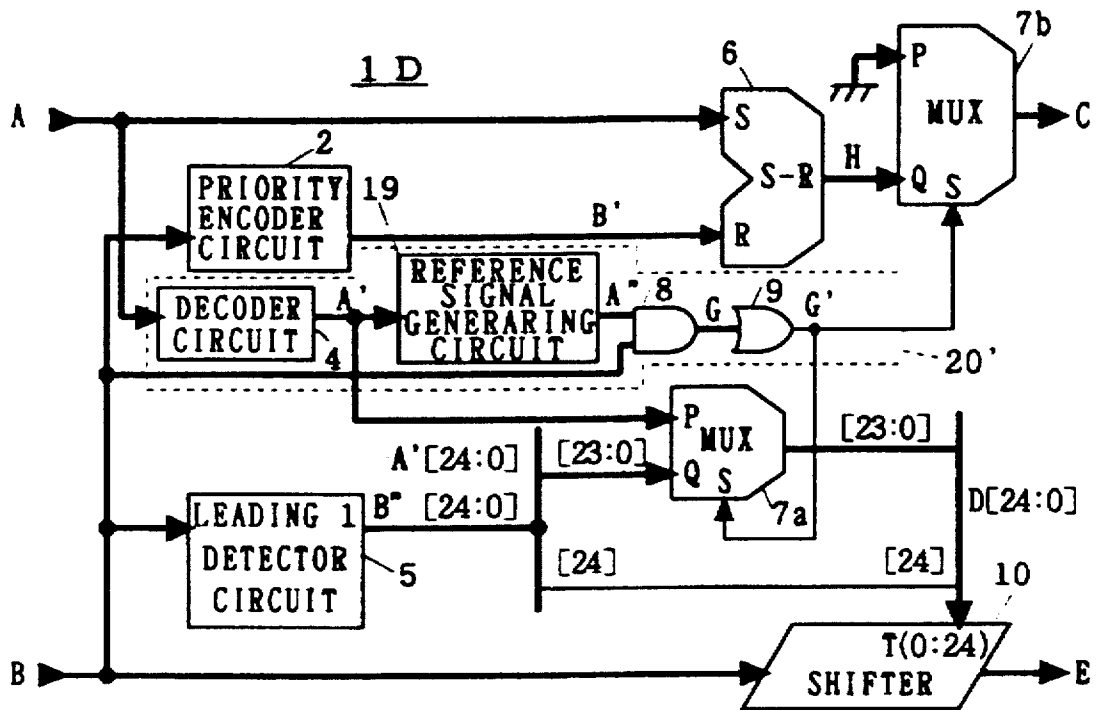 7b
1 D
6
P
A
S
MUX
C
2
PRIORITY
ENCODER
CIRCUIT
19
S-R
H
Q
S
B'
R
REFERENCE
SIGNAL
GENERARING
CIRCUIT
DECODER
CIRCUIT
4
A'
A"
8
G
9
G'
20'
P
MUX
Q
S
7a
[23:0]
A'[24:0]
[23:0]
B" [24:0]
LEADING 1
DETECTOR
CIRCUIT
5
D[24:0]
[24]
[24]
10
T(0:24)
B
SHIFTER
E